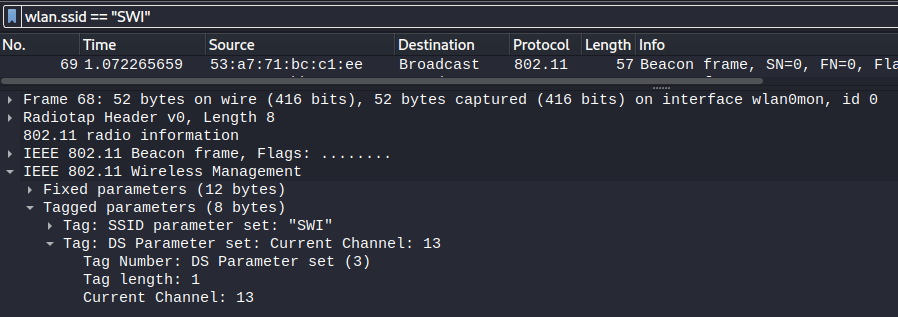 wlan.ssid == "SWI"
No. Time Source Destination Protocol Length Info
69 1.072265659 53:a7:71:bc:c1:ee Broadcast 802.11 57 Beacon frame, SN=0, FN=0, Fla
Frame 68: 52 bytes on wire (416 bits), 52 bytes captured (416 bits) on interface wlan0mon, id 0
Radiotap Header v0, Length 8
802.11 radio information
IEEE 802.11 Beacon frame, Flags: ........
IEEE 802.11 Wireless Management
Fixed parameters (12 bytes)
Tagged parameters (8 bytes)
Tag: SSID parameter set: "SWI"
Tag: DS Parameter set: Current Channel: 13
Tag Number: DS Parameter set (3)
Tag length: 1
Current Channel: 13